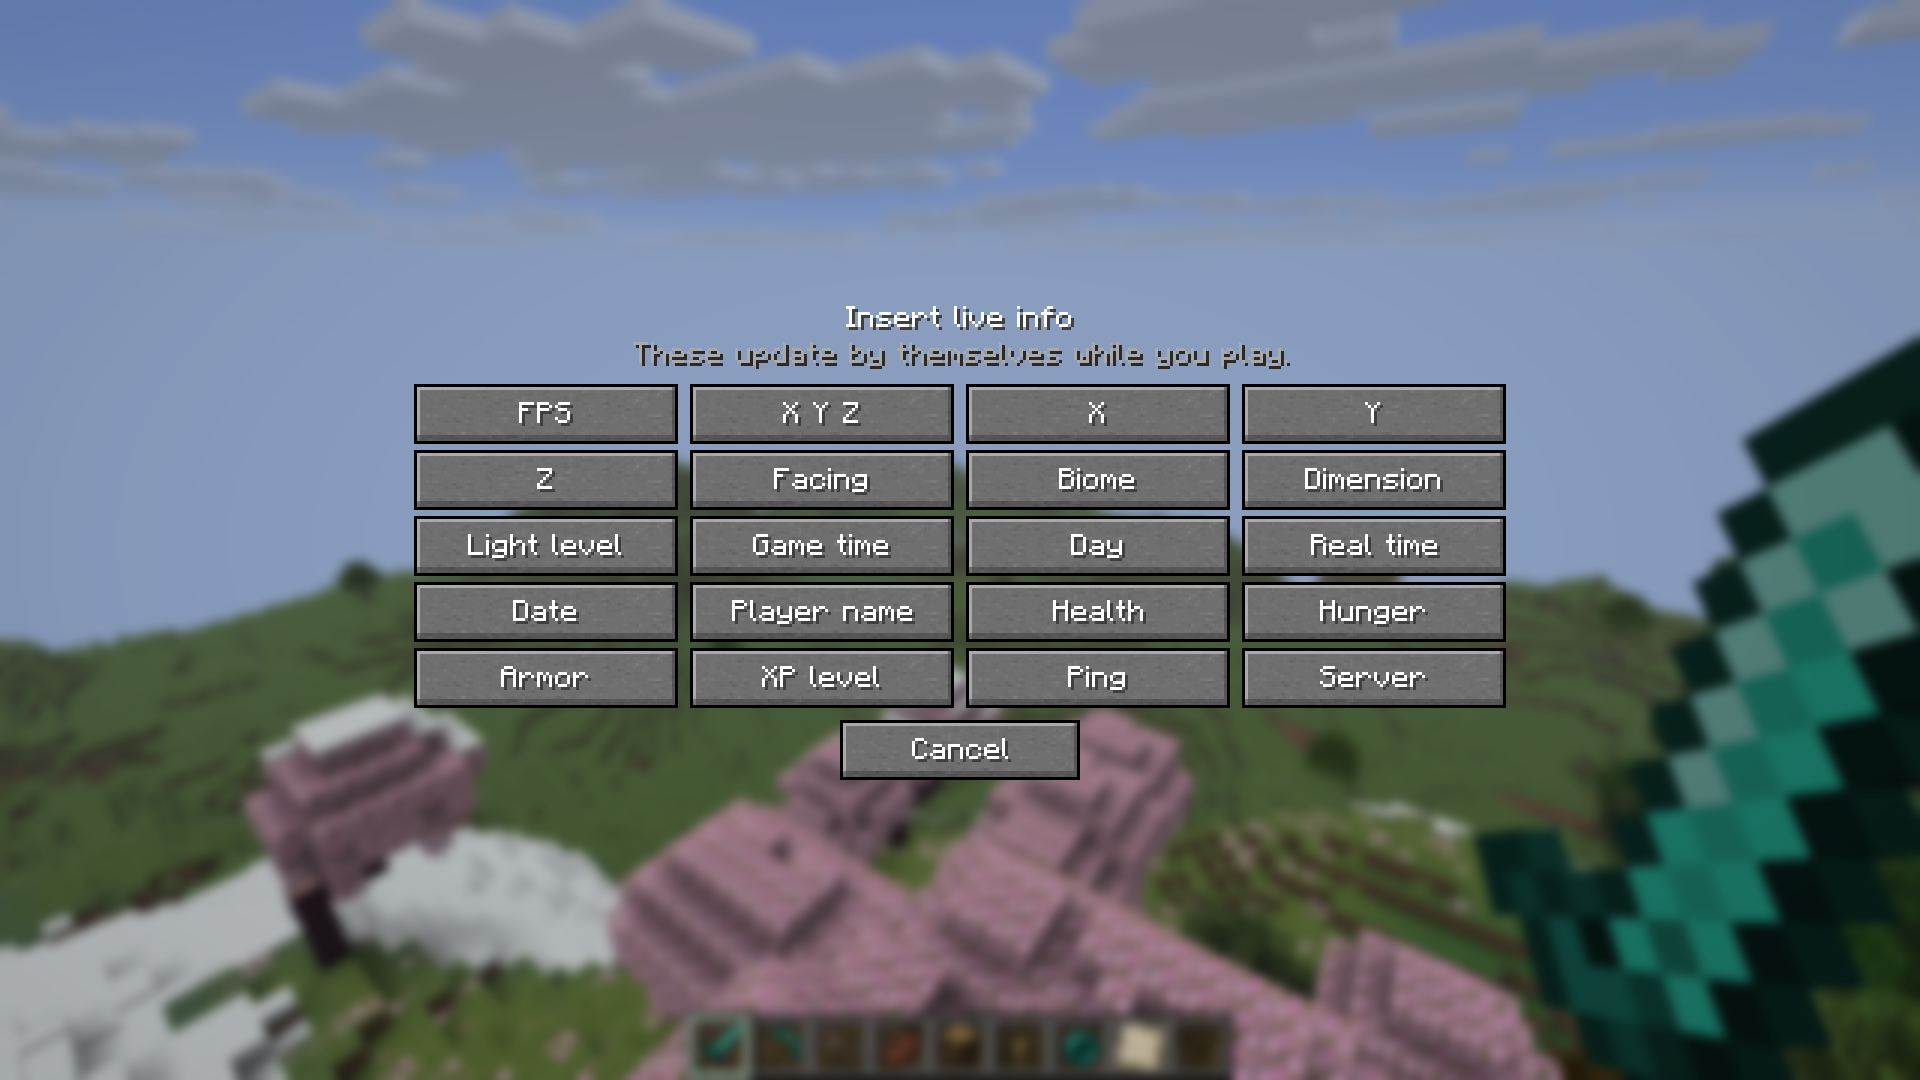 Insert live info
These update by themselves while you play.
FPS
X Y Z
X
Y
Z
Facing
Biome
Dimension
Light level
Game time
Day
Real time
Date
Player name
Health
Hunger
Armor
XP level
Ping
Server
Cancel